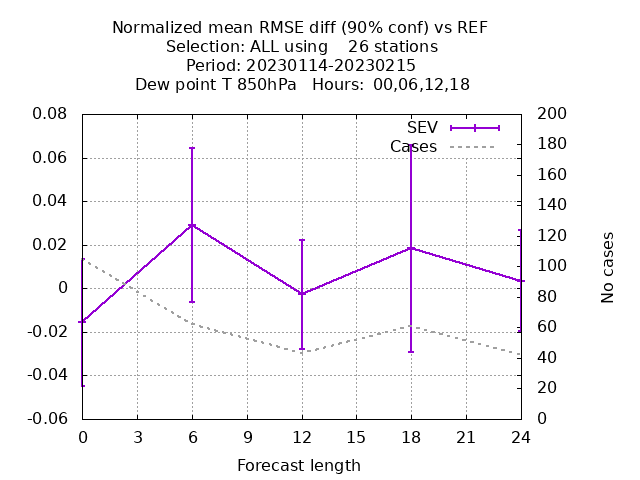 Normalized mean RMSE diff (90% conf) vs REF
Selection: ALL using    26 stations
Period: 20230114-20230215
Dew point T 850hPa   Hours:  00,06,12,18
0.08
0.06
0.04
0.02
0
-0.02
-0.04
-0.06
SEV
Cases
200
180
160
140
120
100
80
60
40
20
0
No cases
0 3 6 9 12 15 18 21 24
Forecast length